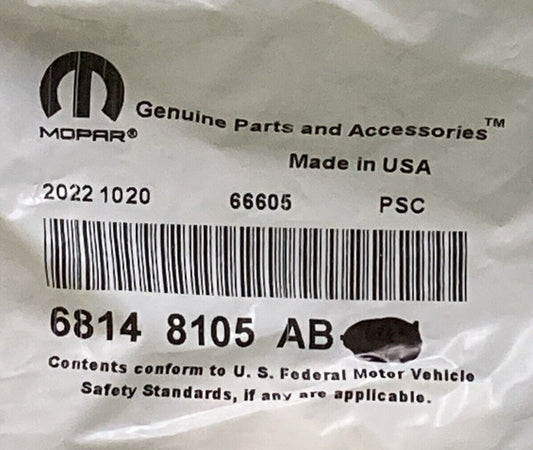 MOPAR®
Genuine Parts and Accessories™
Made in USA
2022 1020 66605 PSC
6814 8105 AB
Contents conform to U. S. Federal Motor Vehicle
Safety Standards, if any are applicable.